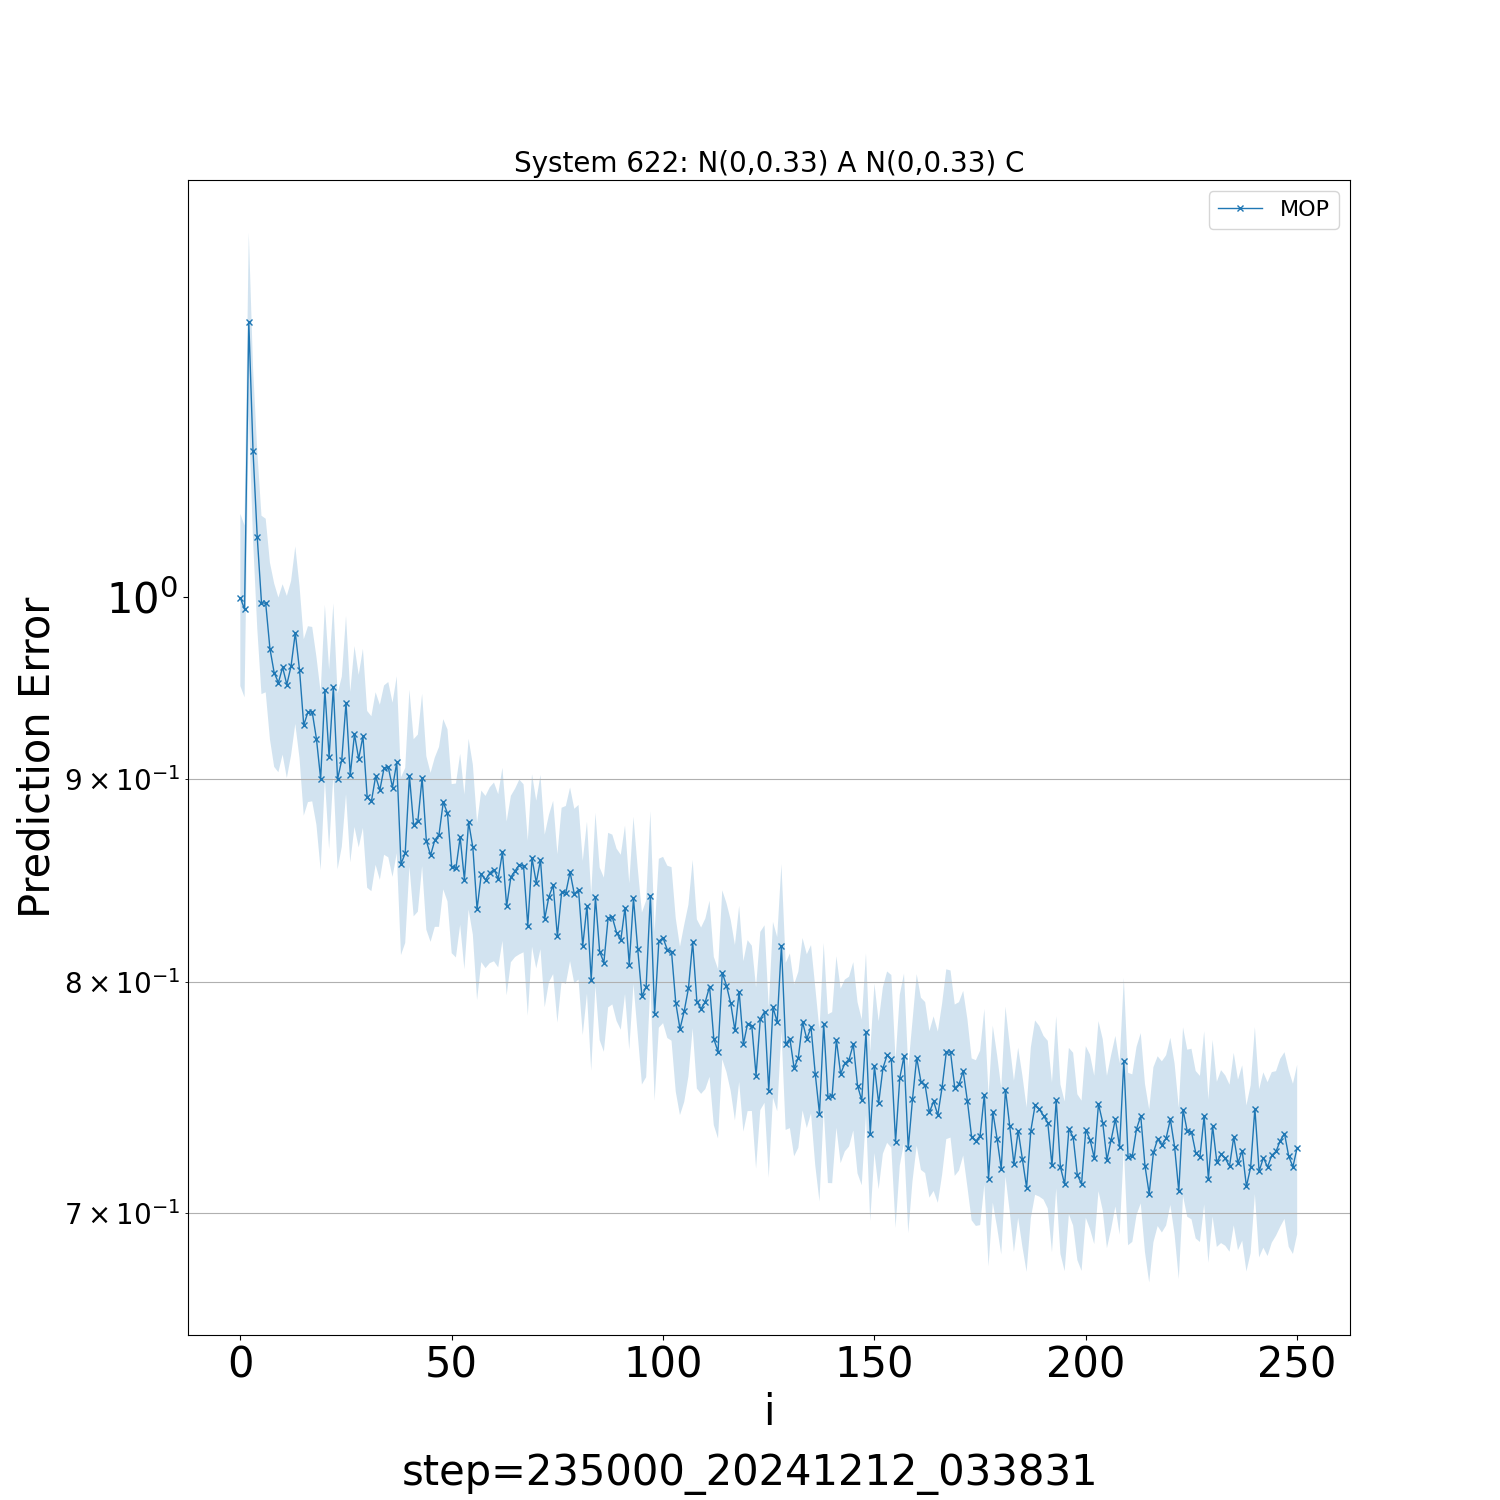 System 622: N(0,0.33) A N(0,0.33) C
MOP
Prediction Error
10⁰
9 × 10⁻¹
8 × 10⁻¹
7 × 10⁻¹
0 50 100 150 200 250
i
step=235000_20241212_033831